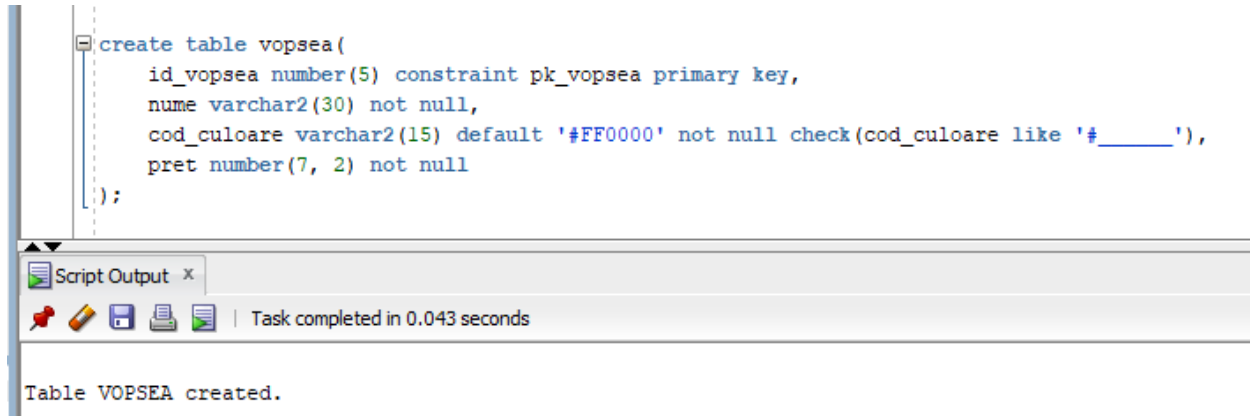 create table vopsea(
id_vopsea number(5) constraint pk_vopsea primary key,
nume varchar2(30) not null,
cod_culoare varchar2(15) default '#FF0000' not null check(cod_culoare like '#______'),
pret number(7, 2) not null
);
Script Output x
Task completed in 0.043 seconds
Table VOPSEA created.